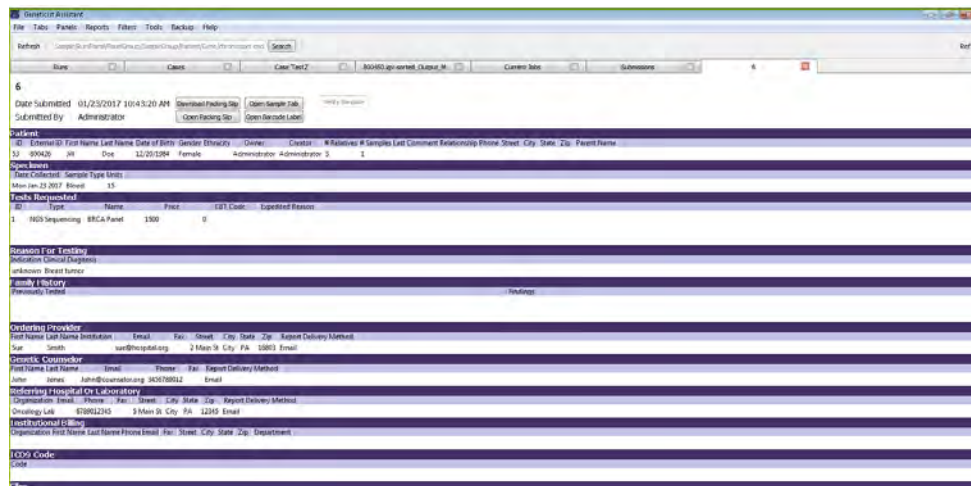 Geneticist Assistant
File Tabs Panels Reports Filters Tools Backup Help
Refresh Search Ref
Runs Cases Case Test2 Current Jobs Submissions 6
6
Date Submitted 01/23/2017 10:43:20 AM Download Packing Slip Open Sample Tab
Submitted By Administrator Open Packing Slip Open Barcode Label
Patient
ID External ID First Name Last Name Date of Birth Gender Ethnicity Owner Creator # Relatives # Samples Last Comment Relationship Phone Street City State Zip Parent Name
53 Jill Doe 12/20/1984 Female Administrator Administrator 3 1
Specimen
Date Collected Sample Type Units
Mon Jan 23 2017 Blood 15
Tests Requested
ID Type Name Price CBT Code Expedited Reason
1 NGS Sequencing BRCA Panel 1500 0
Reason For Testing
Indication Clinical Diagnosis
unknown Breast tumor
Family History
Previously Tested Findings
Ordering Provider
First Name Last Name Institution Email Fax Street City State Zip Report Delivery Method
Sue Smith sue@hospital.org 2 Main St City PA 16803 Email
Genetic Counselor
First Name Last Name Email Phone Fax Report Delivery Method
John Jones John@counselor.org Email
Referring Hospital Or Laboratory
Organization Email Phone Fax Street City State Zip Report Delivery Method
Oncology Lab 6789012345 5 Main St City PA 12345 Email
Institutional Billing
Organization First Name Last Name Phone Email Fax Street City State Zip Department
ICD9 Code
Code